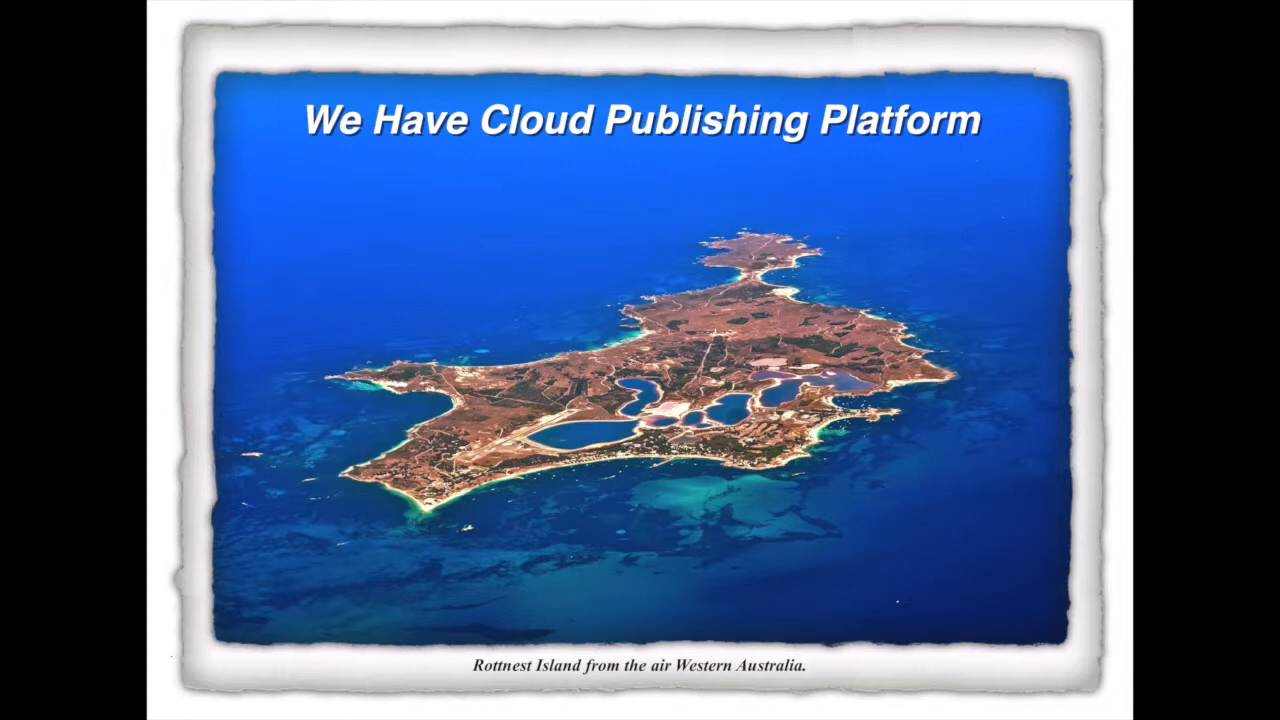 We Have Cloud Publishing Platform
Rottnest Island from the air Western Australia.